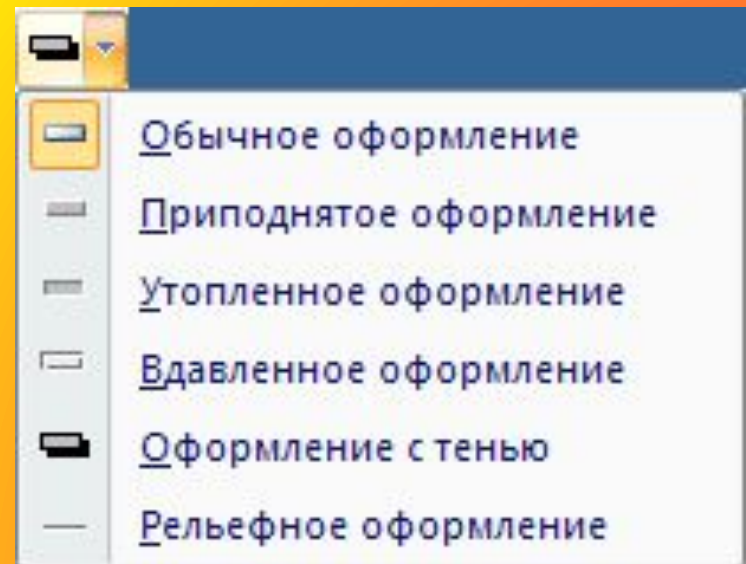 Обычное оформление
Приподнятое оформление
Утопленное оформление
Вдавленное оформление
Оформление с тенью
Рельефное оформление